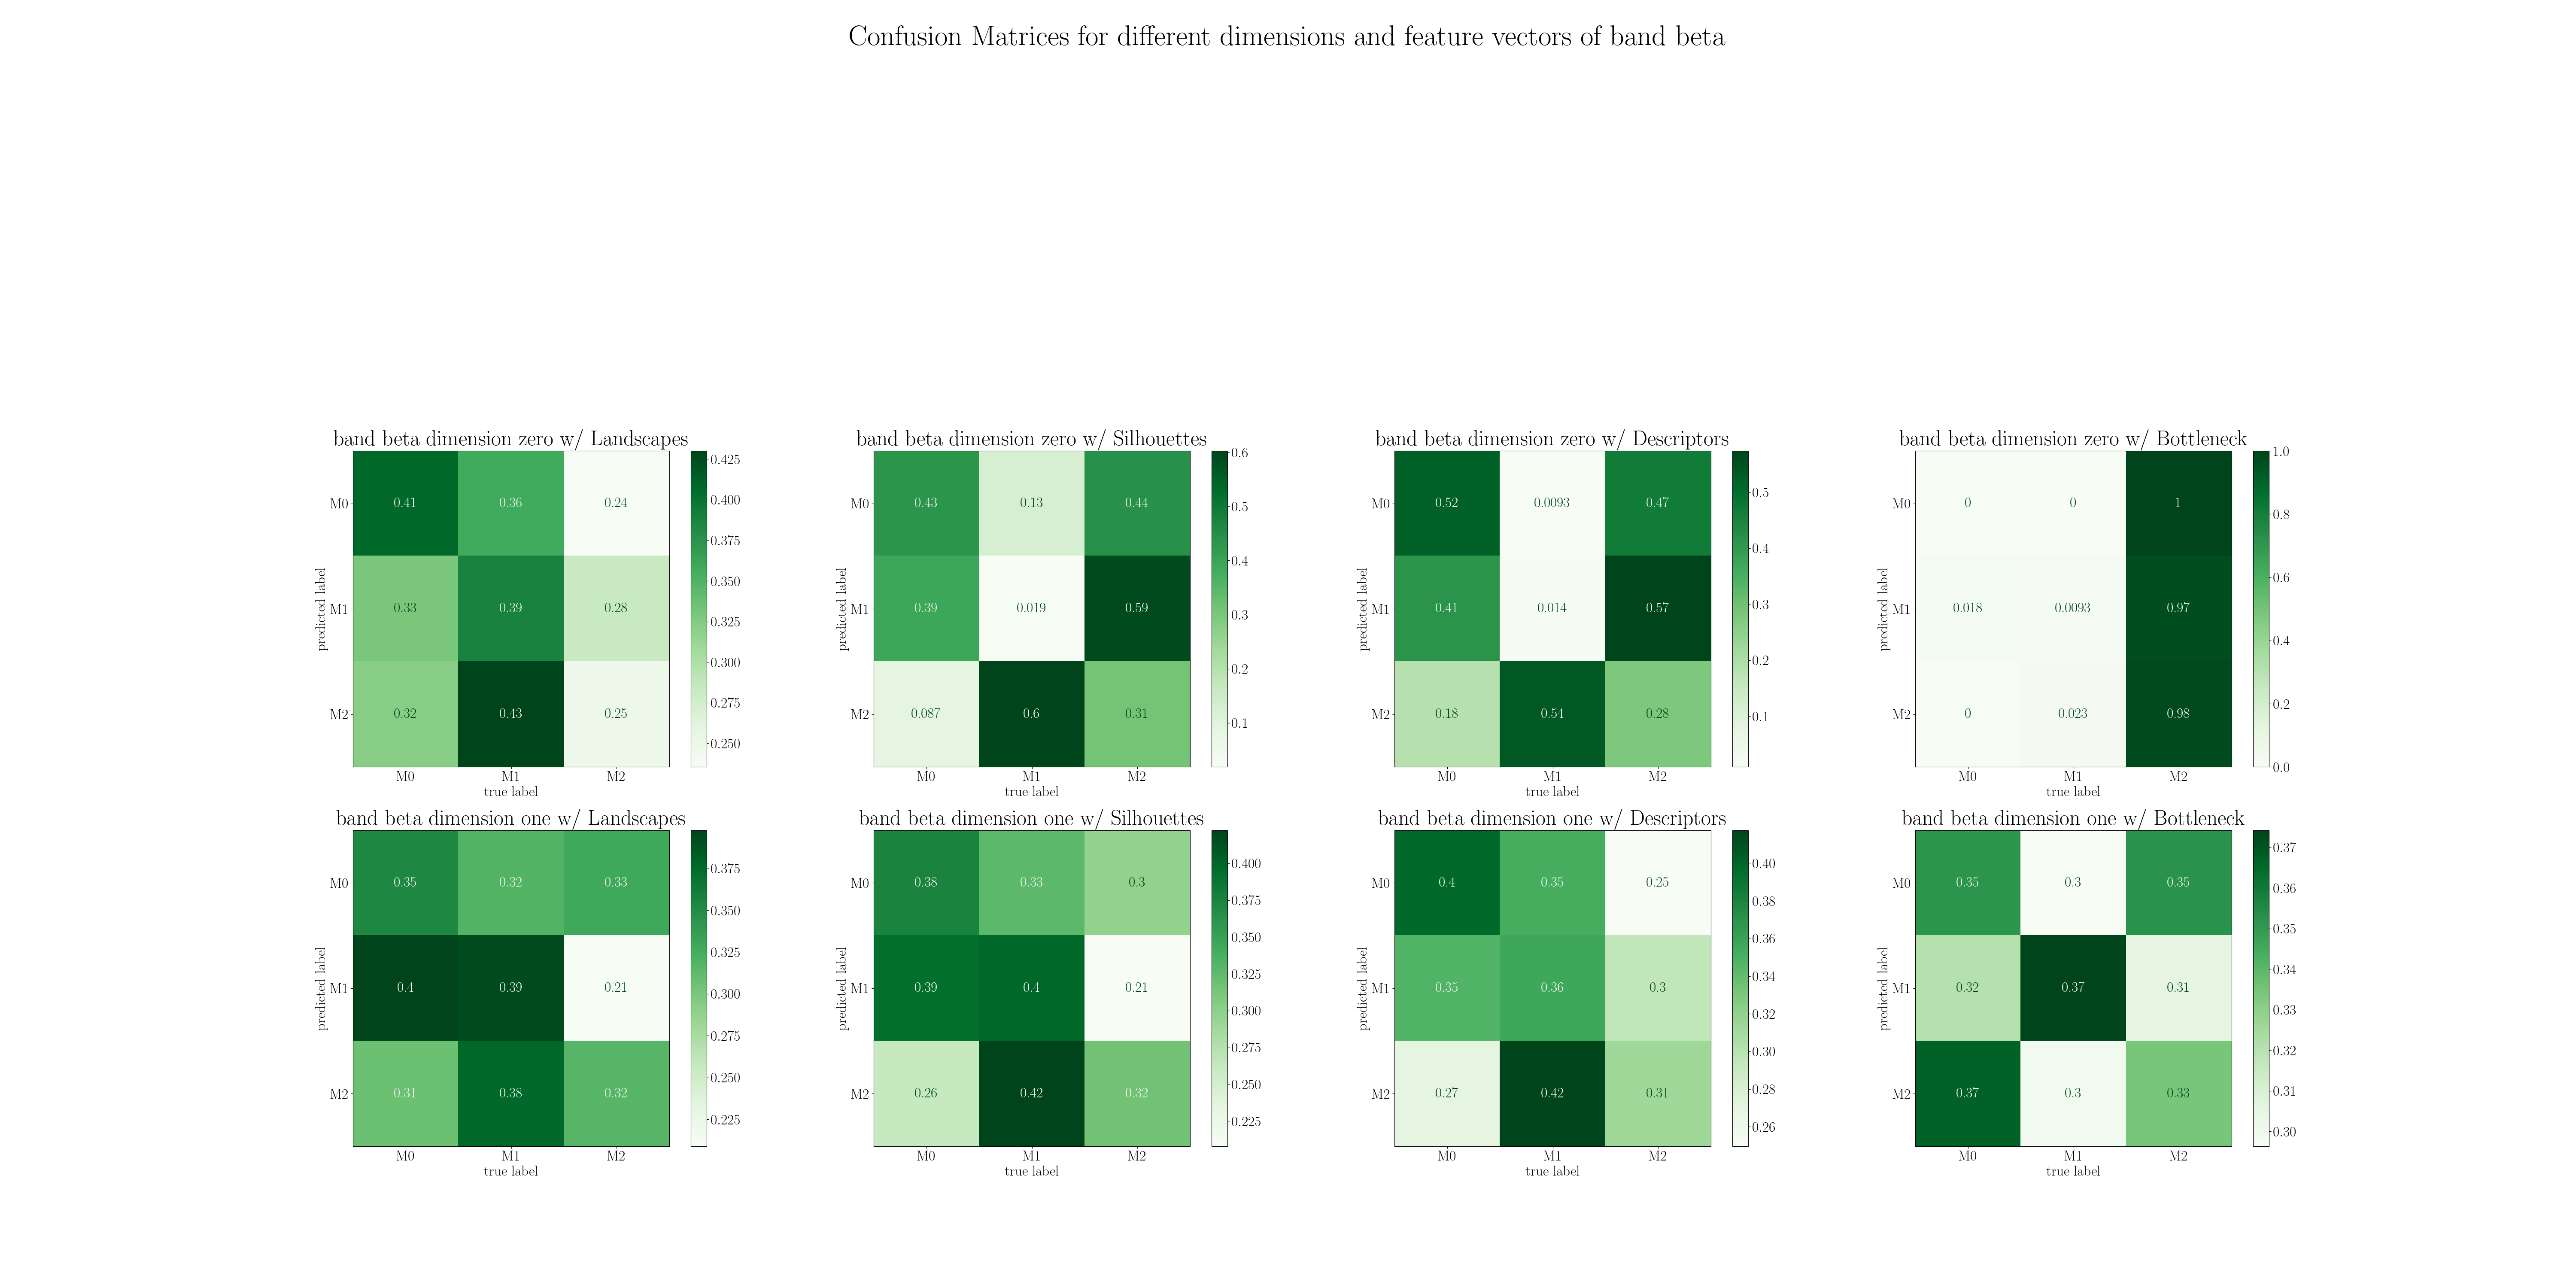 Confusion Matrices for different dimensions and feature vectors of band beta
band beta dimension zero w/ Landscapes
0.425
0.400
0.375
0.350
0.325
0.300
0.275
0.250
predicted label
M0 0.41 0.36 0.24
M1 0.33 0.39 0.28
M2 0.32 0.43 0.25
M0 M1 M2
true label
band beta dimension zero w/ Silhouettes
0.6
0.5
0.4
0.3
0.2
0.1
predicted label
M0 0.43 0.13 0.44
M1 0.39 0.019 0.59
M2 0.087 0.6 0.31
M0 M1 M2
true label
band beta dimension zero w/ Descriptors
0.5
0.4
0.3
0.2
0.1
predicted label
M0 0.52 0.0093 0.47
M1 0.41 0.014 0.57
M2 0.18 0.54 0.28
M0 M1 M2
true label
band beta dimension zero w/ Bottleneck
1.0
0.8
0.6
0.4
0.2
0.0
predicted label
M0 0 0 1
M1 0.018 0.0093 0.97
M2 0 0.023 0.98
M0 M1 M2
true label
band beta dimension one w/ Landscapes
0.375
0.350
0.325
0.300
0.275
0.250
0.225
predicted label
M0 0.35 0.32 0.33
M1 0.4 0.39 0.21
M2 0.31 0.38 0.32
M0 M1 M2
true label
band beta dimension one w/ Silhouettes
0.400
0.375
0.350
0.325
0.300
0.275
0.250
0.225
predicted label
M0 0.38 0.33 0.3
M1 0.39 0.4 0.21
M2 0.26 0.42 0.32
M0 M1 M2
true label
band beta dimension one w/ Descriptors
0.40
0.38
0.36
0.34
0.32
0.30
0.28
0.26
predicted label
M0 0.4 0.35 0.25
M1 0.35 0.36 0.3
M2 0.27 0.42 0.31
M0 M1 M2
true label
band beta dimension one w/ Bottleneck
0.37
0.36
0.35
0.34
0.33
0.32
0.31
0.30
predicted label
M0 0.35 0.3 0.35
M1 0.32 0.37 0.31
M2 0.37 0.3 0.33
M0 M1 M2
true label